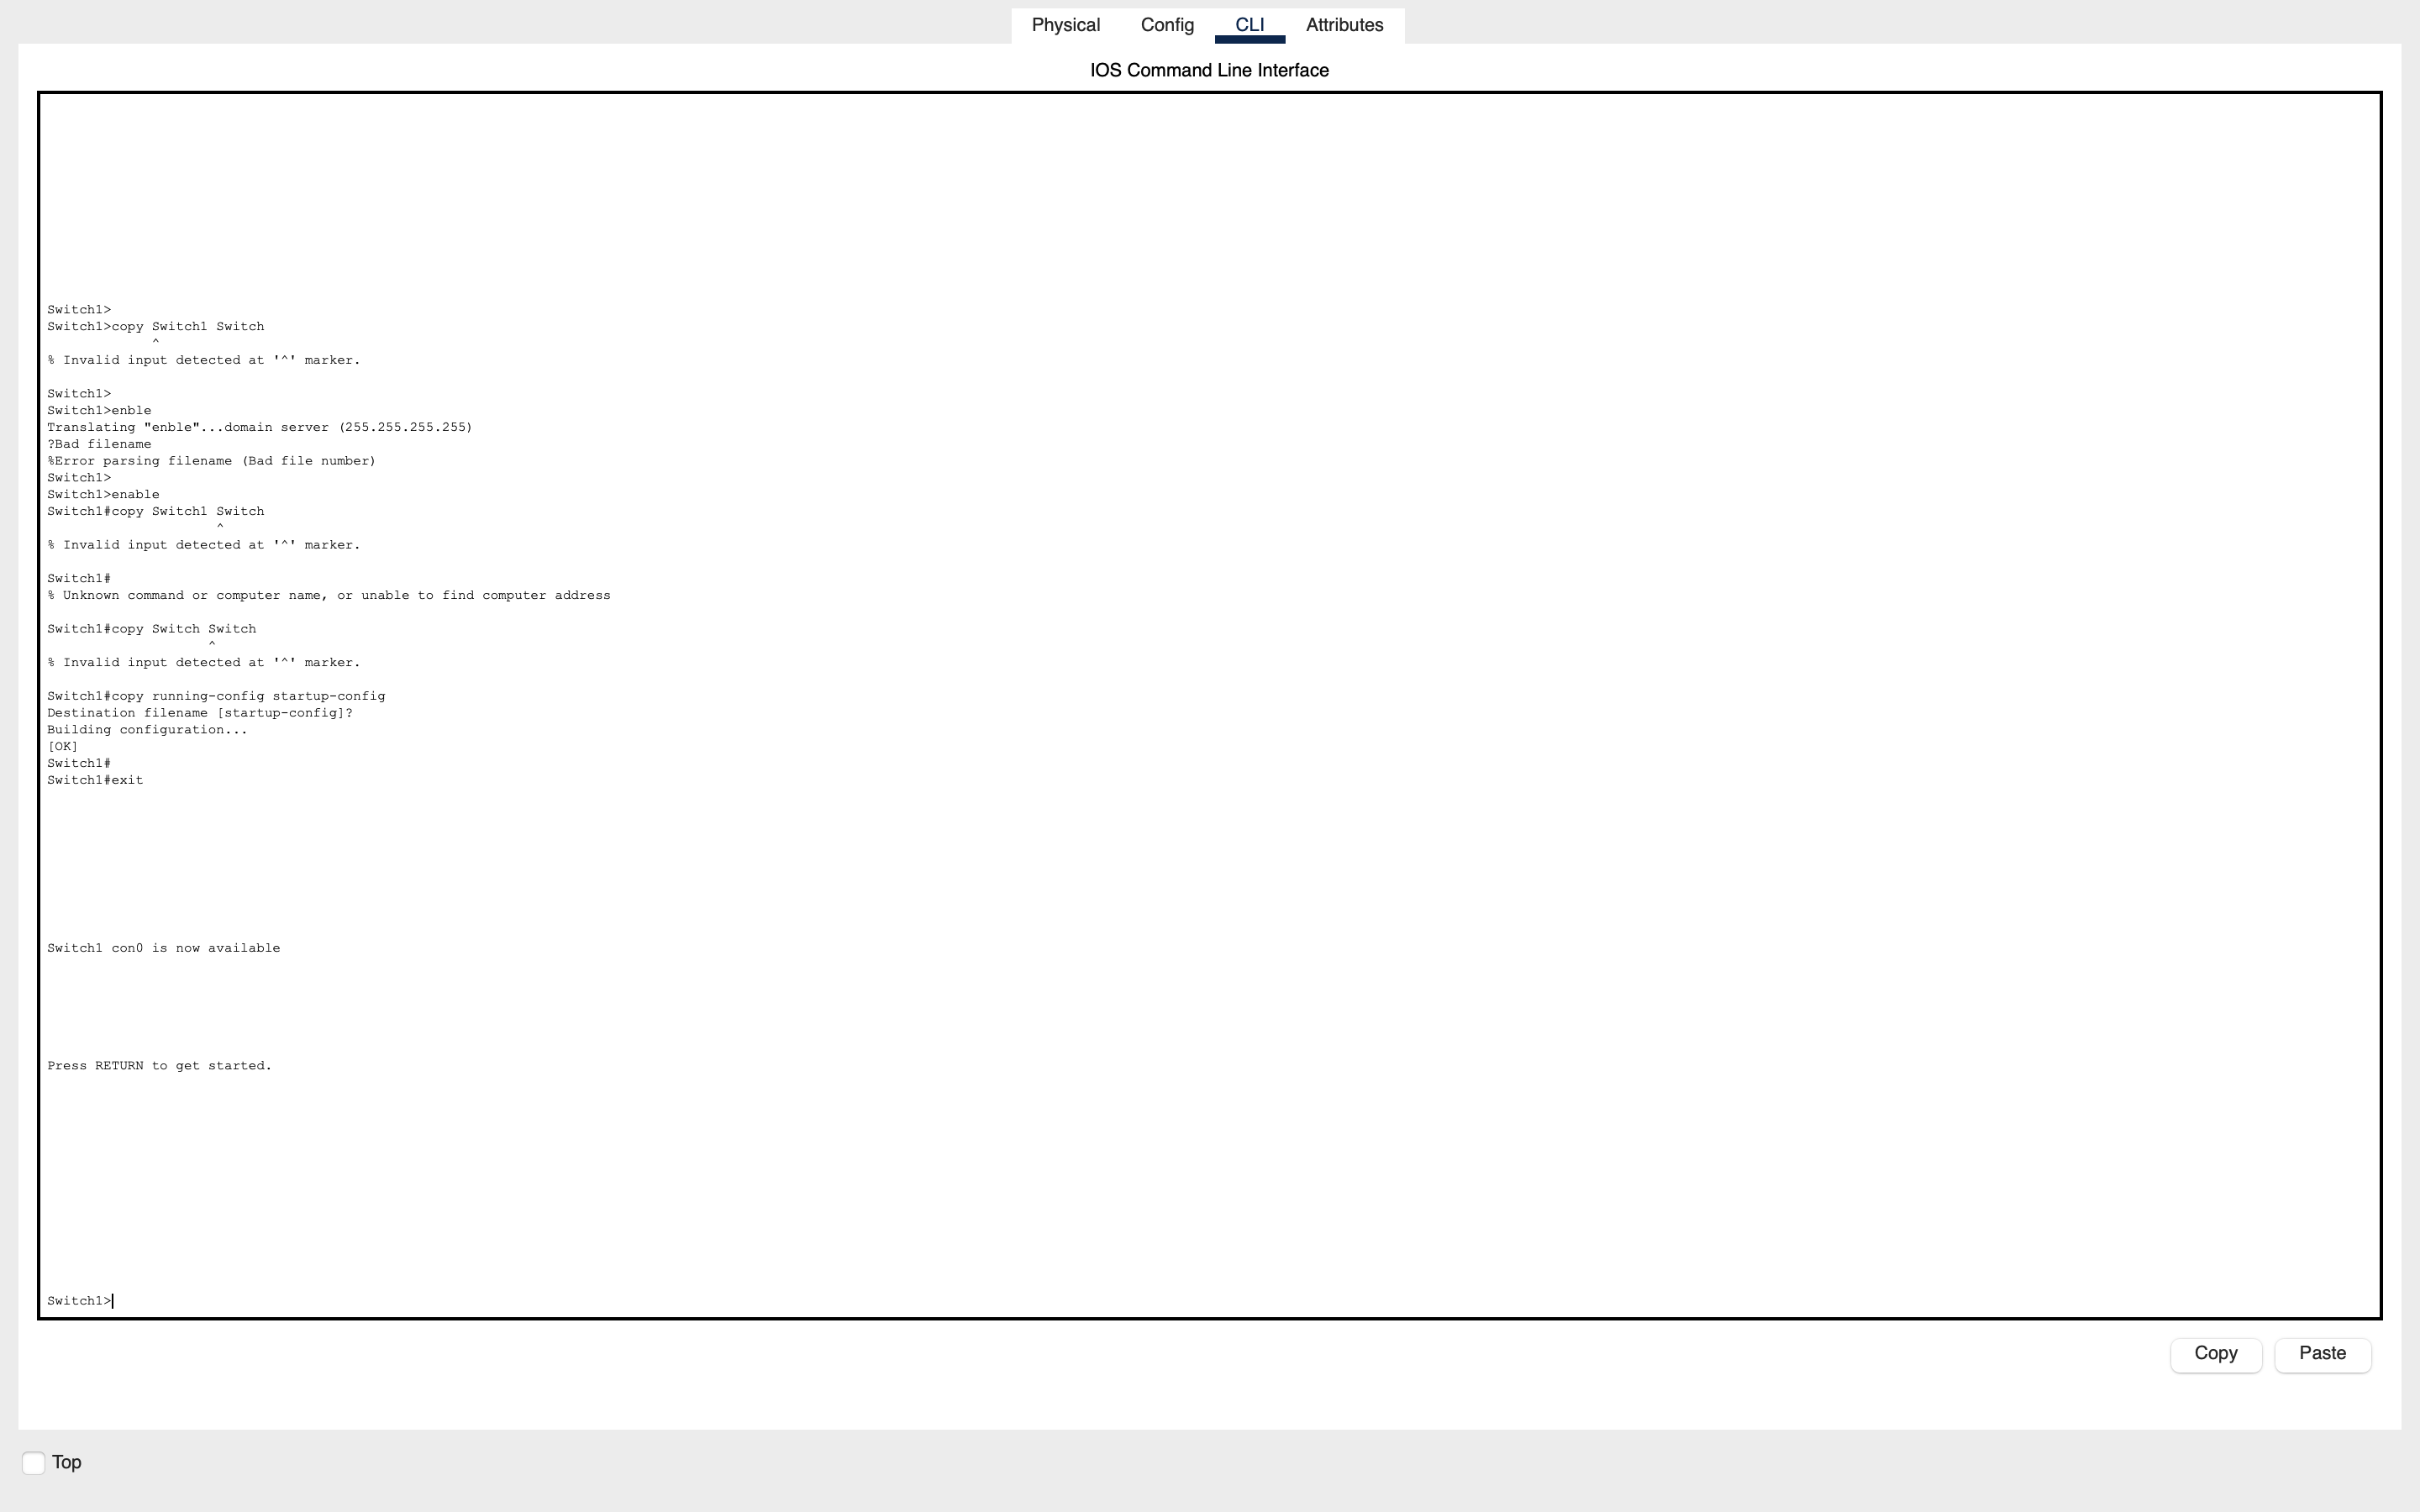 Physical Config CLI Attributes
IOS Command Line Interface
Switch1>
Switch1>copy Switch1 Switch
^
% Invalid input detected at '^' marker.
Switch1>
Switch1>enble
Translating "enble"...domain server (255.255.255.255)
?Bad filename
%Error parsing filename (Bad file number)
Switch1>
Switch1>enable
Switch1#copy Switch1 Switch
^
% Invalid input detected at '^' marker.
Switch1#
% Unknown command or computer name, or unable to find computer address
Switch1#copy Switch Switch
^
% Invalid input detected at '^' marker.
Switch1#copy running-config startup-config
Destination filename [startup-config]?
Building configuration...
[OK]
Switch1#
Switch1#exit
Switch1 con0 is now available
Press RETURN to get started.
Switch1>
Copy Paste
Top